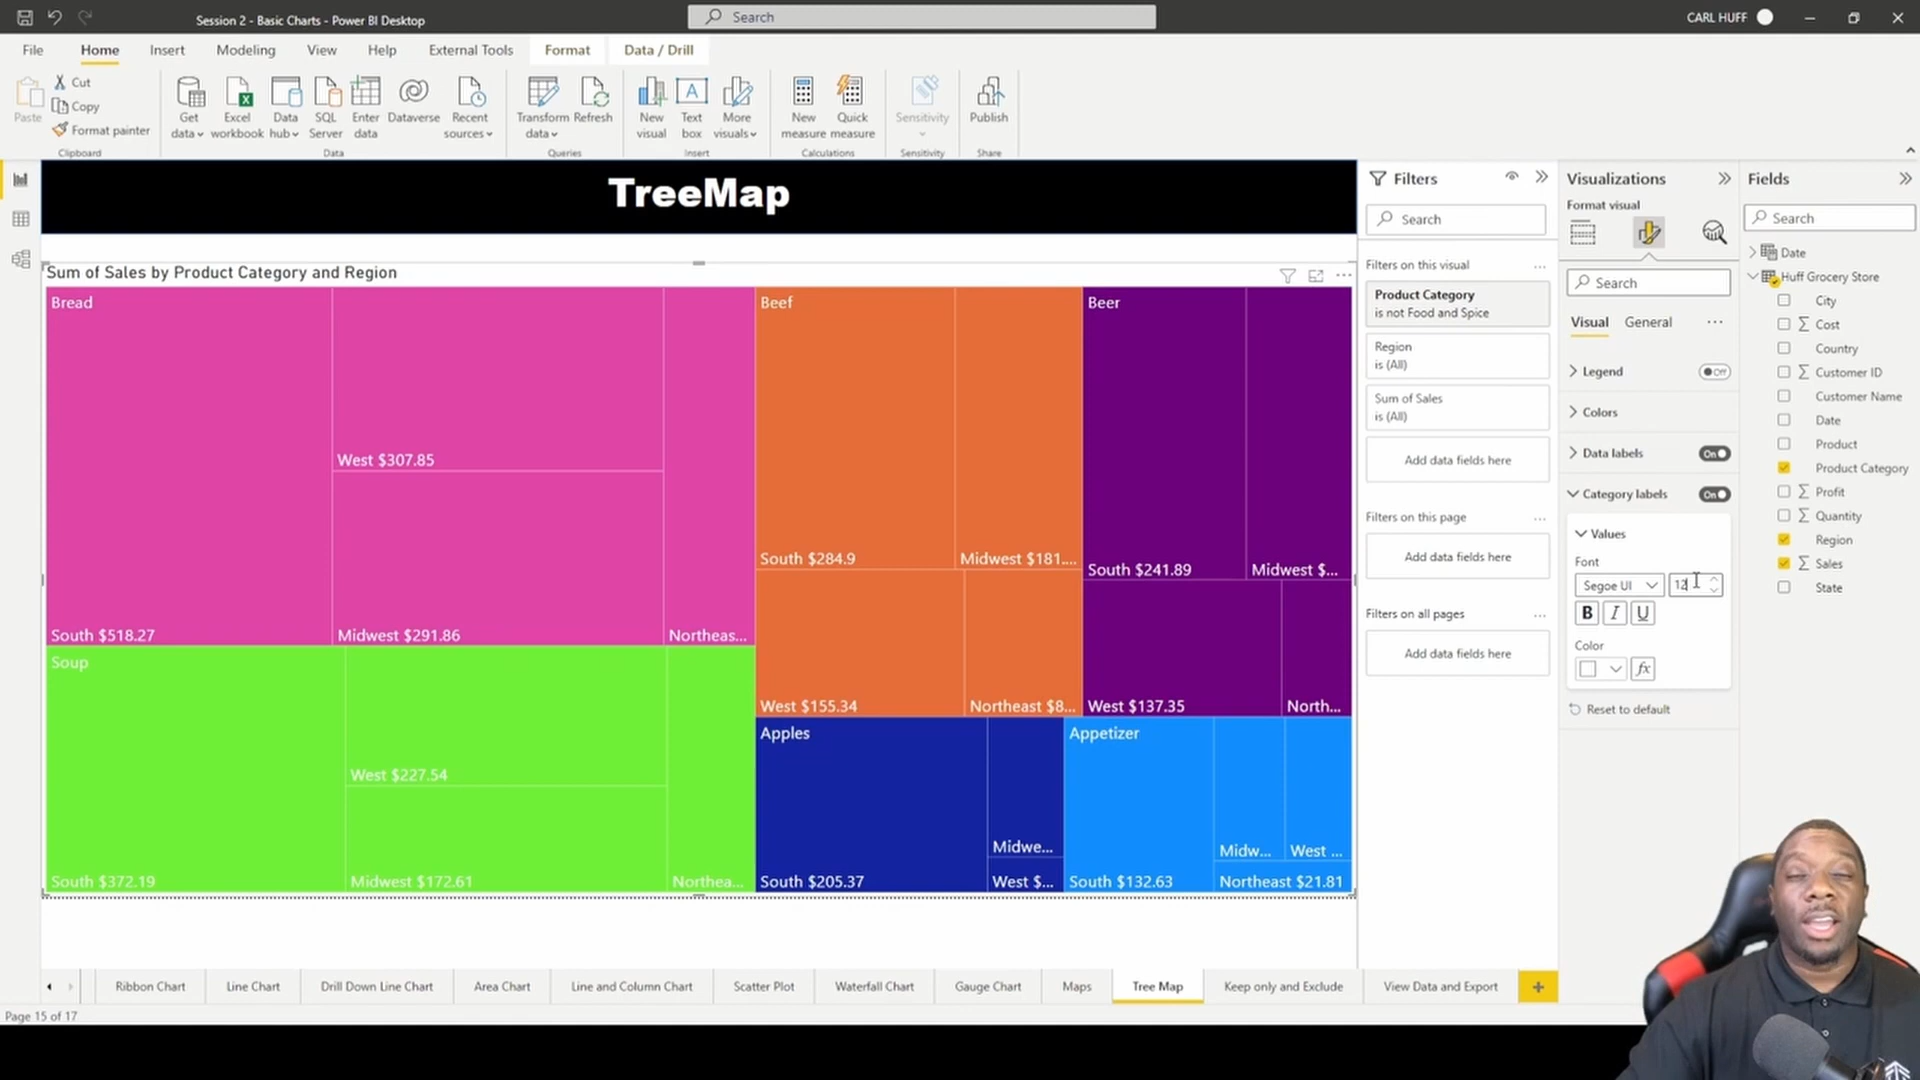 Session 2 - Basic Charts - Power BI Desktop
Search
CARL HUFF
File
Home
Insert
Modeling
View
Help
External Tools
Format
Data / Drill
Paste
Cut
Copy
Format painter
Clipboard
Get data
Excel workbook
Data hub
SQL Server
Enter data
Dataverse
Recent sources
Data
Transform data
Refresh
Queries
New visual
Text box
More visuals
Insert
New measure
Quick measure
Calculations
Sensitivity
Sensitivity
Publish
Share
TreeMap
Sum of Sales by Product Category and Region
Bread
West $307.85
South $518.27
Midwest $291.86
Northeas...
Soup
West $227.54
South $372.19
Midwest $172.61
Northea...
Beef
South $284.9
Midwest $181....
West $155.34
Northeast $8...
Beer
South $241.89
Midwest $...
West $137.35
North...
Apples
Midwe...
South $205.37
West $...
Appetizer
Midw...
West ...
South $132.63
Northeast $21.81
Filters
Search
Filters on this visual
...
Product Category
is not Food and Spice
Region
is (All)
Sum of Sales
is (All)
Add data fields here
Filters on this page
...
Add data fields here
Filters on all pages
...
Add data fields here
Visualizations
Format visual
Search
Visual
General
...
Legend
Off
Colors
Data labels
On
Category labels
On
Values
Font
Segoe UI
12
B
I
U
Color
fx
Reset to default
Fields
Search
Date
Huff Grocery Store
City
Σ Cost
Country
Σ Customer ID
Customer Name
Date
Product
Product Category
Σ Profit
Σ Quantity
Region
Σ Sales
State
Ribbon Chart
Line Chart
Drill Down Line Chart
Area Chart
Line and Column Chart
Scatter Plot
Waterfall Chart
Gauge Chart
Maps
Tree Map
Keep only and Exclude
View Data and Export
+
Page 15 of 17